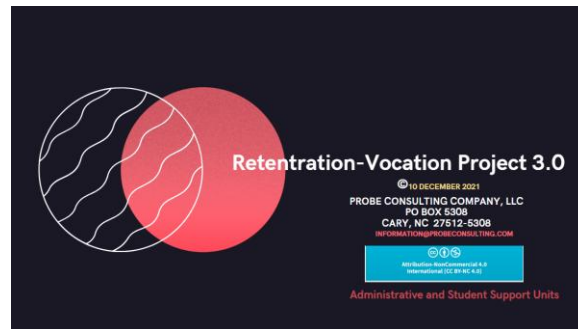 Retentration-Vocation Project 3.0
© 10 DECEMBER 2021
PROBE CONSULTING COMPANY, LLC
PO BOX 5308
CARY, NC 27512-5308
INFORMATION@PROBECONSULTING.COM
Attribution-NonCommercial 4.0
International (CC BY-NC 4.0)
Administrative and Student Support Units